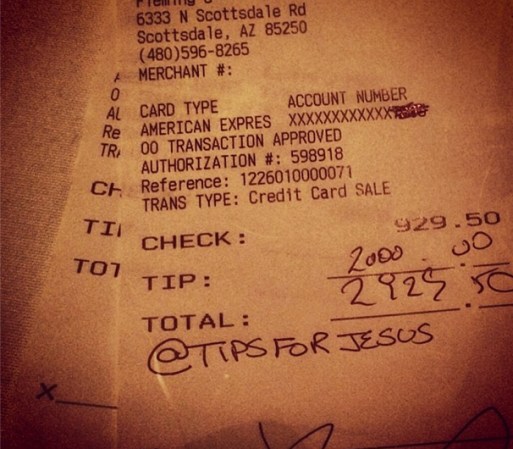 Fleming's
6333 N Scottsdale Rd
Scottsdale, AZ 85250
(480)596-8265
MERCHANT #:
CARD TYPE ACCOUNT NUMBER
AMERICAN EXPRES XXXXXXXXXXXX
00 TRANSACTION APPROVED
AUTHORIZATION #: 598918
Reference: 1226010000071
TRANS TYPE: Credit Card SALE
CHECK: 929.50
TIP: 2000.00
TOTAL: 2929.50
@TIPSFORJESUS
X